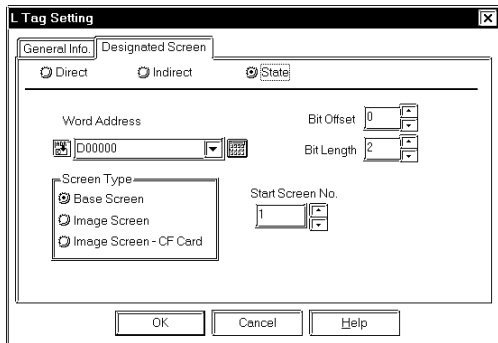 L Tag Setting
General Info. Designated Screen
Direct Indirect State
Word Address
Bit Offset 0
D00000
Bit Length 2
Screen Type
Base Screen
Image Screen
Image Screen - CF Card
Start Screen No.
1
OK Cancel Help